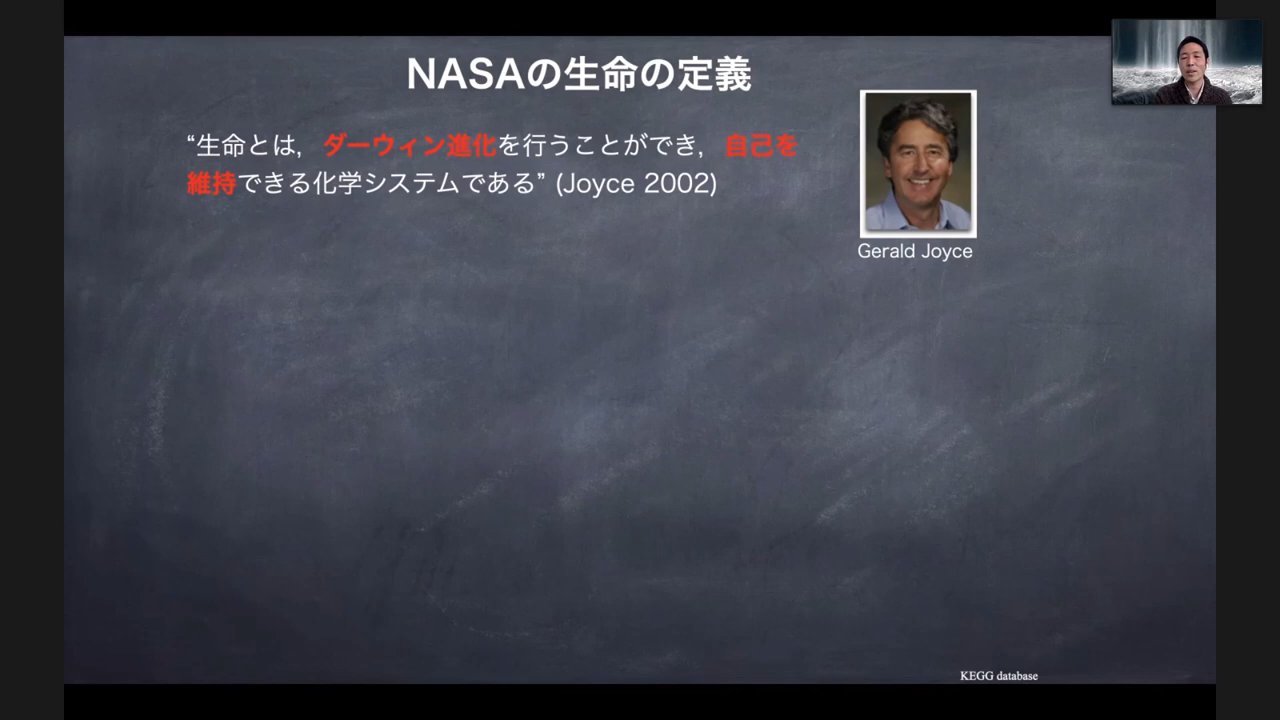 NASAの生命の定義
“生命とは，ダーウィン進化を行うことができ，自己を
維持できる化学システムである” (Joyce 2002)
Gerald Joyce
KEGG database